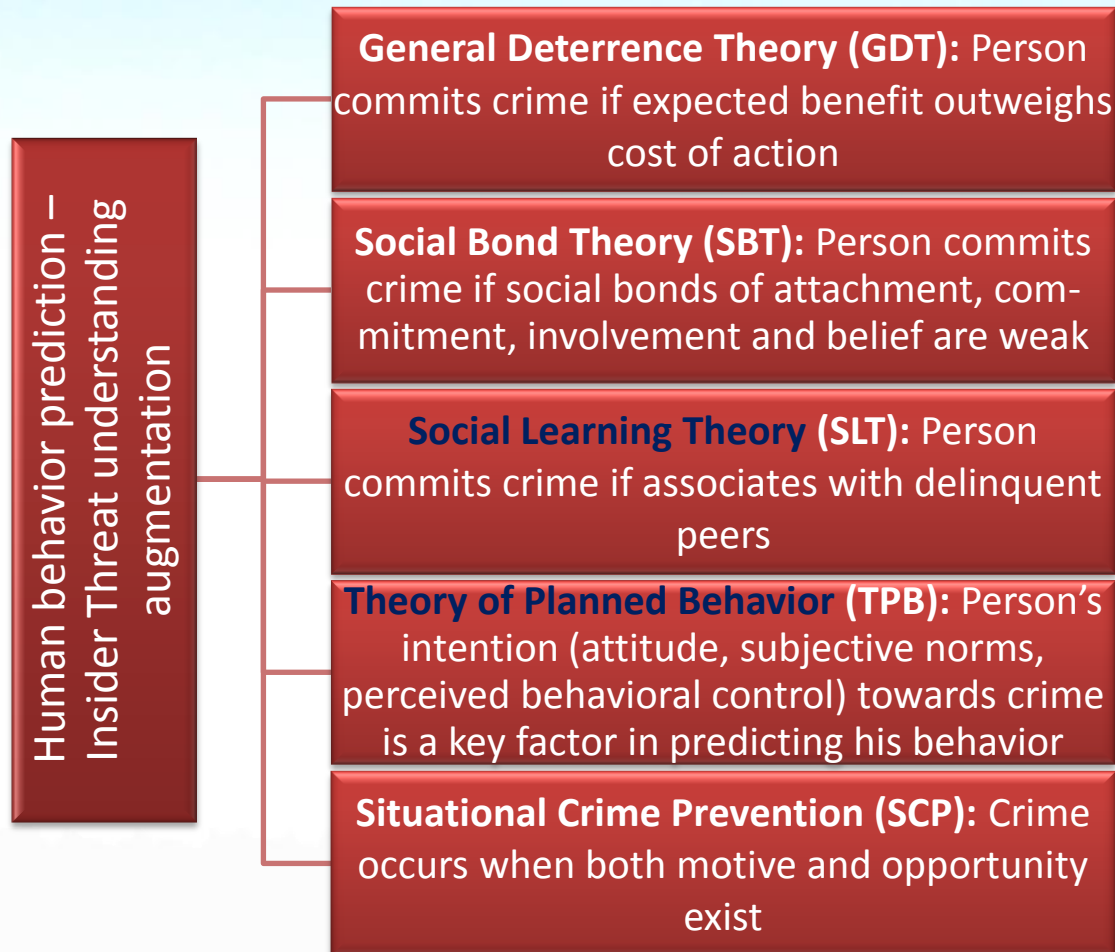 Human behavior prediction –
Insider Threat understanding
augmentation
General Deterrence Theory (GDT): Person
commits crime if expected benefit outweighs
cost of action
Social Bond Theory (SBT): Person commits
crime if social bonds of attachment, com-
mitment, involvement and belief are weak
Social Learning Theory (SLT): Person
commits crime if associates with delinquent
peers
Theory of Planned Behavior (TPB): Person’s
intention (attitude, subjective norms,
perceived behavioral control) towards crime
is a key factor in predicting his behavior
Situational Crime Prevention (SCP): Crime
occurs when both motive and opportunity
exist